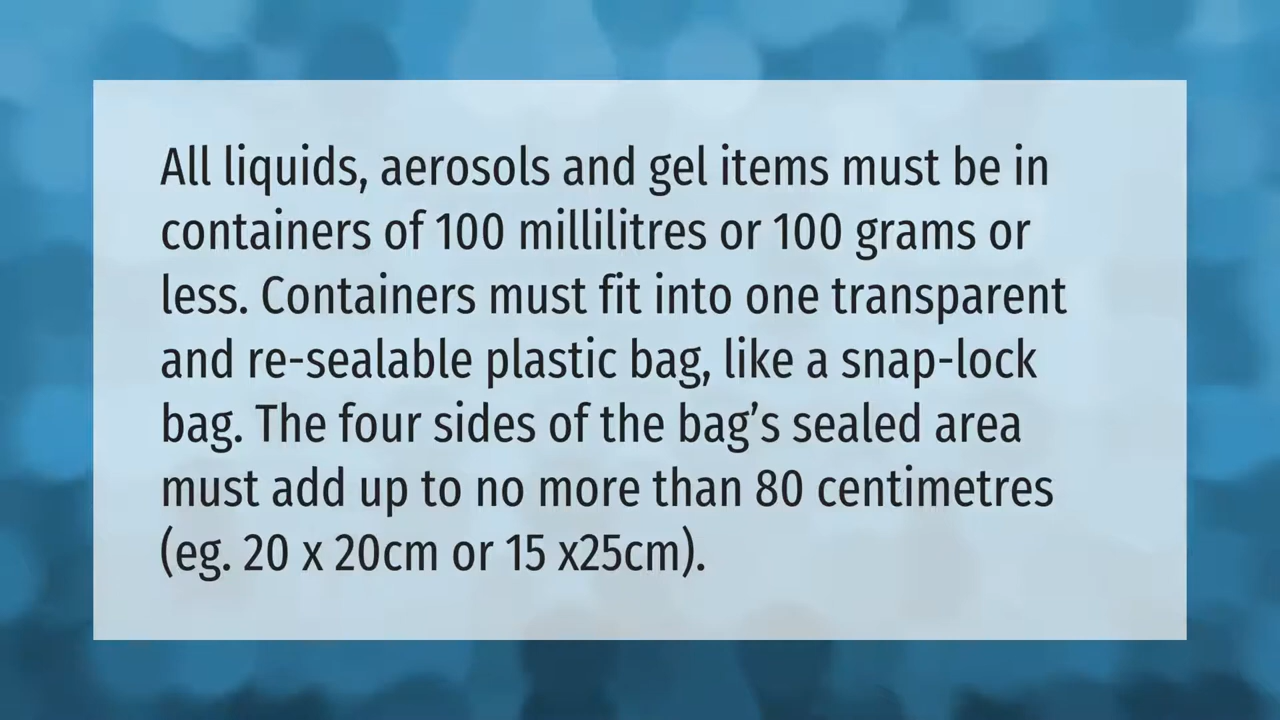 All liquids, aerosols and gel items must be in
containers of 100 millilitres or 100 grams or
less. Containers must fit into one transparent
and re-sealable plastic bag, like a snap-lock
bag. The four sides of the bag’s sealed area
must add up to no more than 80 centimetres
(eg. 20 x 20cm or 15 x25cm).